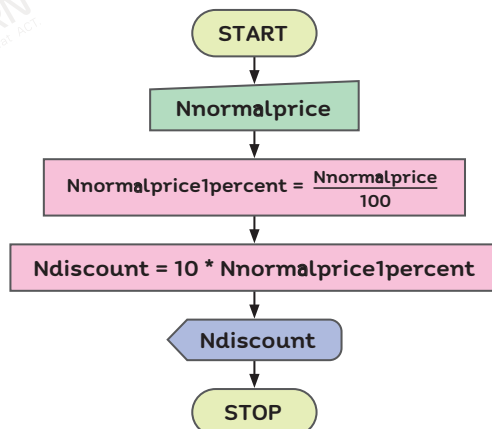 START
Nnormalprice
Nnormalprice1percent = Nnormalprice / 100
Ndiscount = 10 * Nnormalprice1percent
Ndiscount
STOP